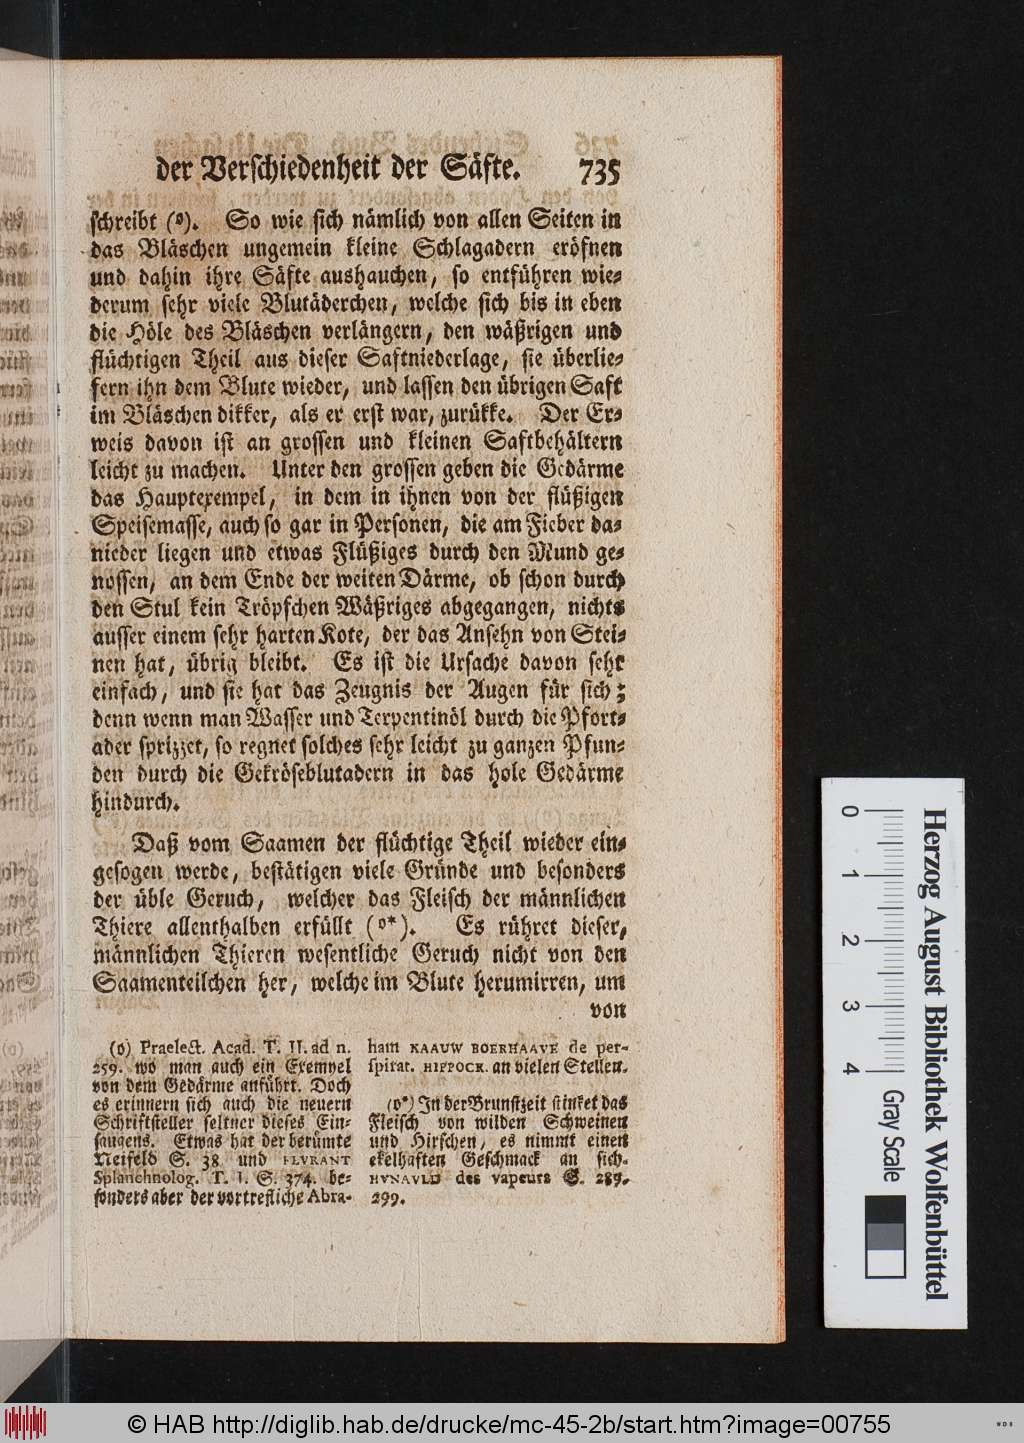 der Verschiedenheit der Säfte. 735
schreibt (o). So wie sich nämlich von allen Seiten in
das Bläschen ungemein kleine Schlagadern eröfnen
und dahin ihre Säfte aushauchen, so entführen wie-
derum sehr viele Blutäderchen, welche sich bis in eben
die Höle des Bläschen verlängern, den wäßrigen und
flüchtigen Theil aus dieser Saftniederlage, sie überlie-
fern ihn dem Blute wieder, und lassen den übrigen Saft
im Bläschen dikker, als er erst war, zurükke. Der Er-
weis davon ist an grossen und kleinen Saftbehältern
leicht zu machen. Unter den grossen geben die Gedärme
das Hauptexempel, in dem in ihnen von der flüßigen
Speisemasse, auch so gar in Personen, die am Fieber da-
nieder liegen und etwas Flüßiges durch den Mund ge-
nossen, an dem Ende der weiten Därme, ob schon durch
den Stul kein Tröpfchen Wäßriges abgegangen, nichts
ausser einem sehr harten Kote, der das Ansehn von Stei-
nen hat, übrig bleibt. Es ist die Ursache davon sehr
einfach, und sie hat das Zeugnis der Augen für sich;
denn wenn man Wasser und Terpentinöl durch die Pfort-
ader sprizzet, so regnet solches sehr leicht zu ganzen Pfun-
den durch die Gekröseblutadern in das hole Gedärme
hindurch.
Daß vom Saamen der flüchtige Theil wieder ein-
gesogen werde, bestätigen viele Gründe und besonders
der üble Geruch, welcher das Fleisch der männlichen
Thiere allenthalben erfüllt (o*). Es rühret dieser,
männlichen Thieren wesentliche Geruch nicht von den
Saamenteilchen her, welche im Blute herumirren, um
von
(o) Praelect. Acad. T. II. ad n.
259. wo man auch ein Exempel
von dem Gedärme anführt. Doch
es erinnern sich auch die neuern
Schriftsteller seltner dieses Ein-
saugens. Etwas hat der berümte
Neifeld S. 38 und FLVRANT
Splanchnolog. T. I. S. 374. be-
sonders aber der vortrefliche Abra-
ham KAAUW BOERHAAVE de per-
spirat. HIPPOCR. an vielen Stellen.
(o*) In der Brunstzeit stinket das
Fleisch von wilden Schweinen
und Hirschen, es nimmt einen
ekelhaften Geschmack an sich.
HVNAULD des vapeurs S. 289.
299.
Herzog August Bibliothek Wolfenbüttel
0 1 2 3 4 Gray Scale
© HAB http://diglib.hab.de/drucke/mc-45-2b/start.htm?image=00755